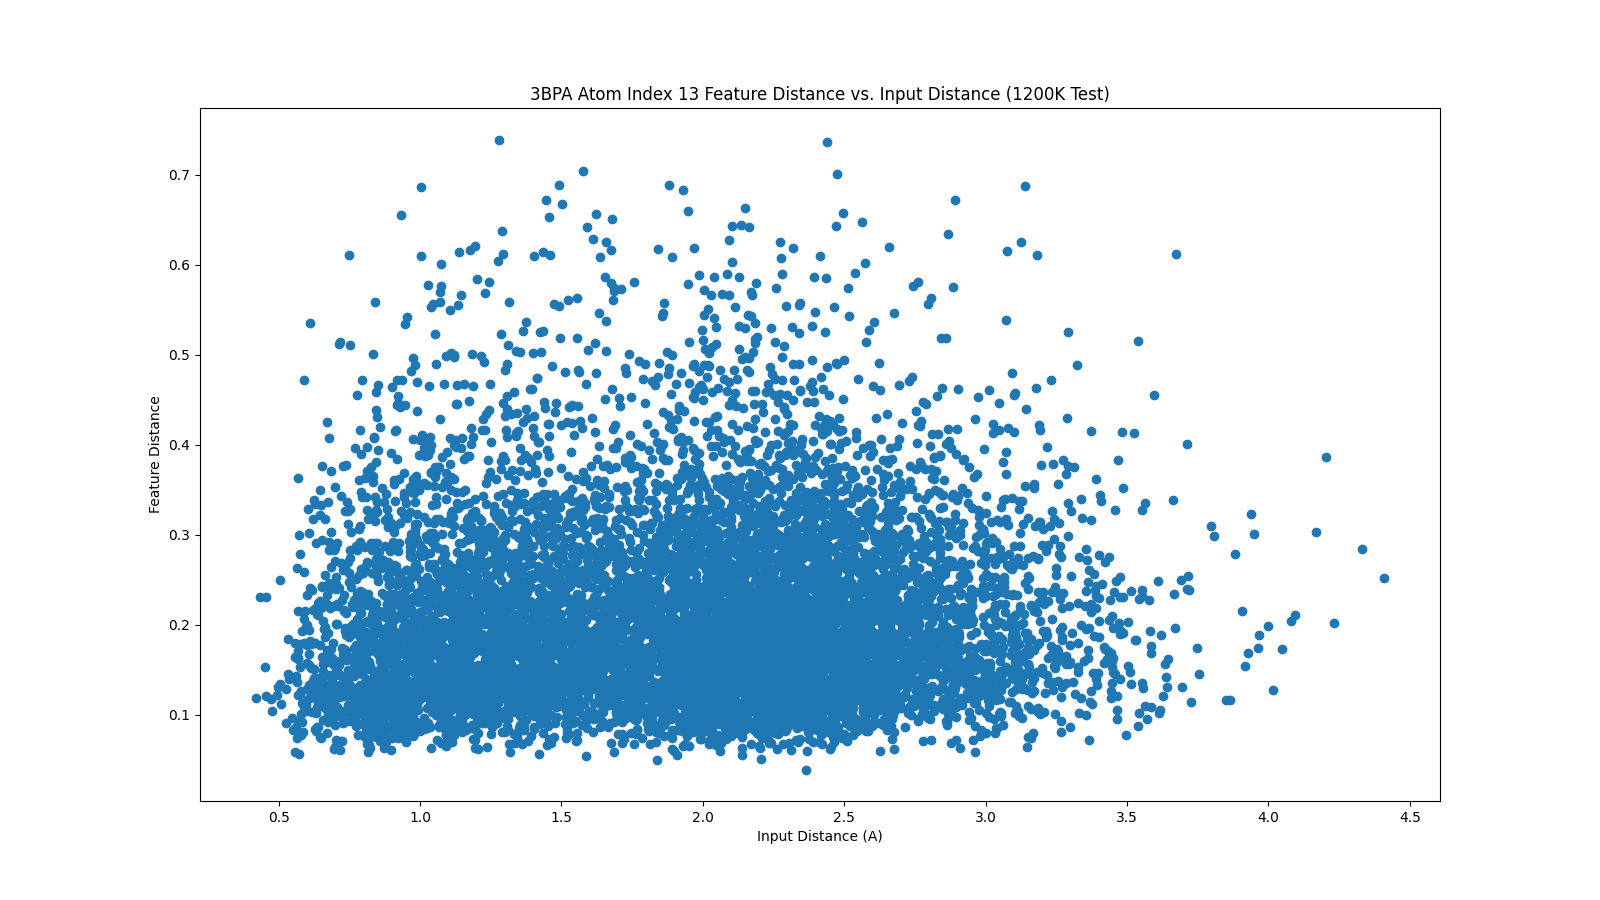 3BPA Atom Index 13 Feature Distance vs. Input Distance (1200K Test)
Feature Distance
0.7
0.6
0.5
0.4
0.3
0.2
0.1
0.5 1.0 1.5 2.0 2.5 3.0 3.5 4.0 4.5
Input Distance (A)